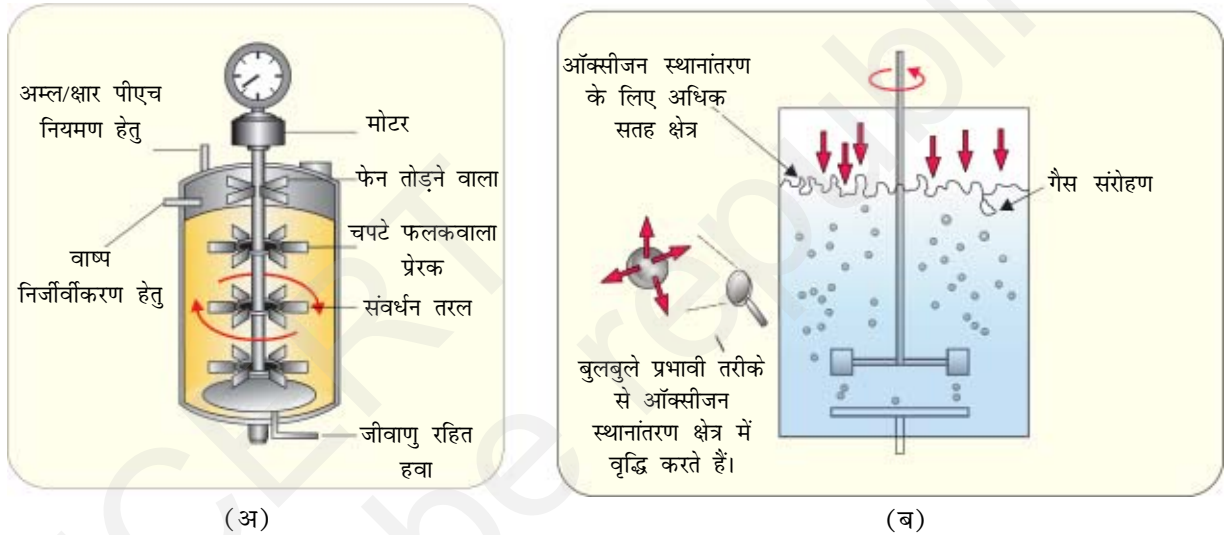 अम्ल/क्षार पीएच
नियमण हेतु
वाष्प
निर्जीर्वीकरण हेतु
मोटर
फेन तोड़ने वाला
चपटे फलकवाला
प्रेरक
संवर्धन तरल
जीवाणु रहित
हवा
(अ)
ऑक्सीजन स्थानांतरण
के लिए अधिक
सतह क्षेत्र
गैस संरोहण
बुलबुले प्रभावी तरीके
से ऑक्सीजन
स्थानांतरण क्षेत्र में
वृद्धि करते हैं।
(ब)